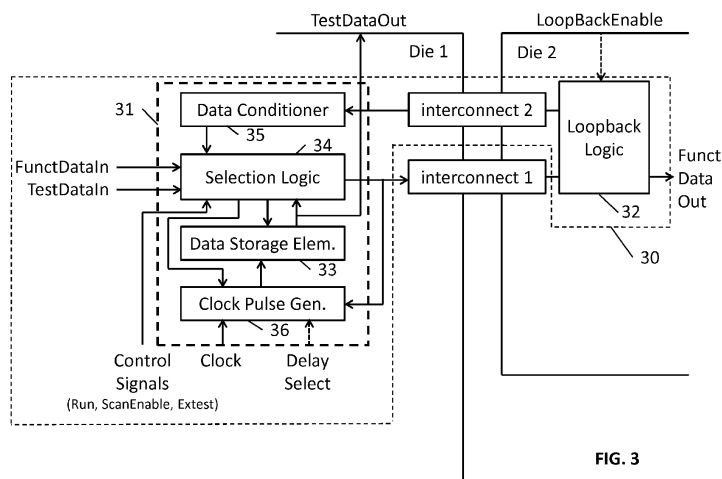 TestDataOut
LoopBackEnable
Die 1
Die 2
31
Data Conditioner
interconnect 2
35
34
Loopback
Logic
FunctDataIn
TestDataIn
Selection Logic
interconnect 1
Funct
Data
Out
32
Data Storage Elem.
33
30
Clock Pulse Gen.
36
Control
Signals
Clock
Delay
Select
(Run, ScanEnable, Extest)
FIG. 3